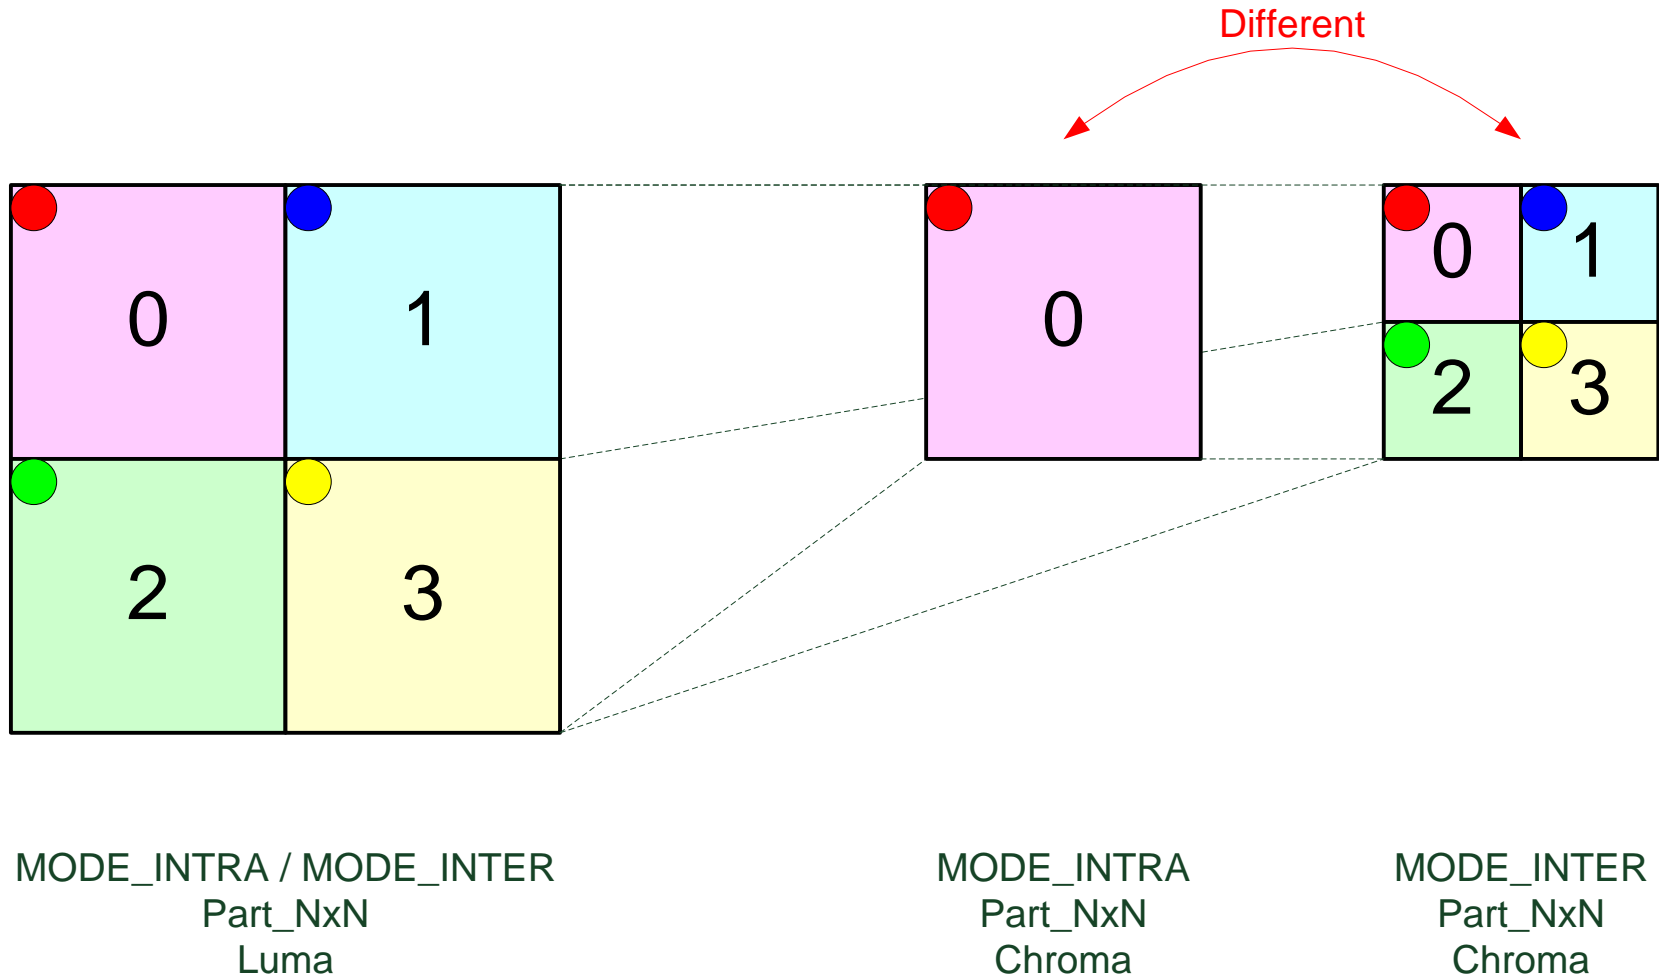 Different
0
1
2
3
0
0
1
2
3
MODE_INTRA / MODE_INTER
Part_NxN
Luma
MODE_INTRA
Part_NxN
Chroma
MODE_INTER
Part_NxN
Chroma